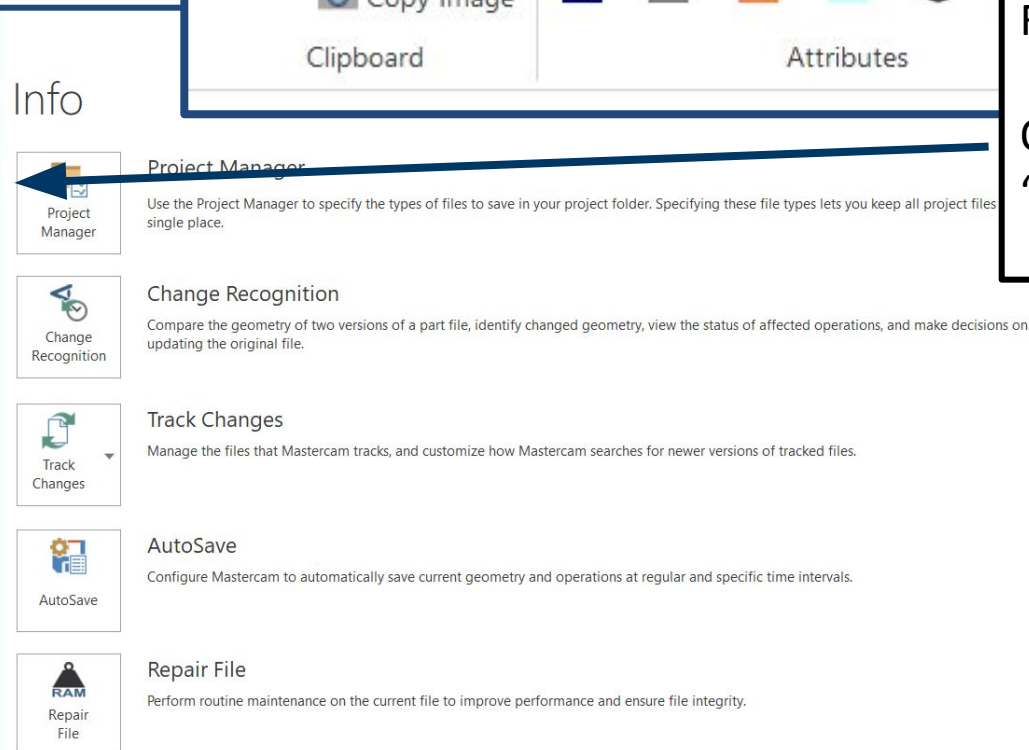 Copy Image
Clipboard
Attributes
Info
Project
Manager
Project Manager
Use the Project Manager to specify the types of files to save in your project folder. Specifying these file types lets you keep all project files
single place.
Change
Recognition
Change Recognition
Compare the geometry of two versions of a part file, identify changed geometry, view the status of affected operations, and make decisions on
updating the original file.
Track
Changes
Track Changes
Manage the files that Mastercam tracks, and customize how Mastercam searches for newer versions of tracked files.
AutoSave
AutoSave
Configure Mastercam to automatically save current geometry and operations at regular and specific time intervals.
RAM
Repair
File
Repair File
Perform routine maintenance on the current file to improve performance and ensure file integrity.